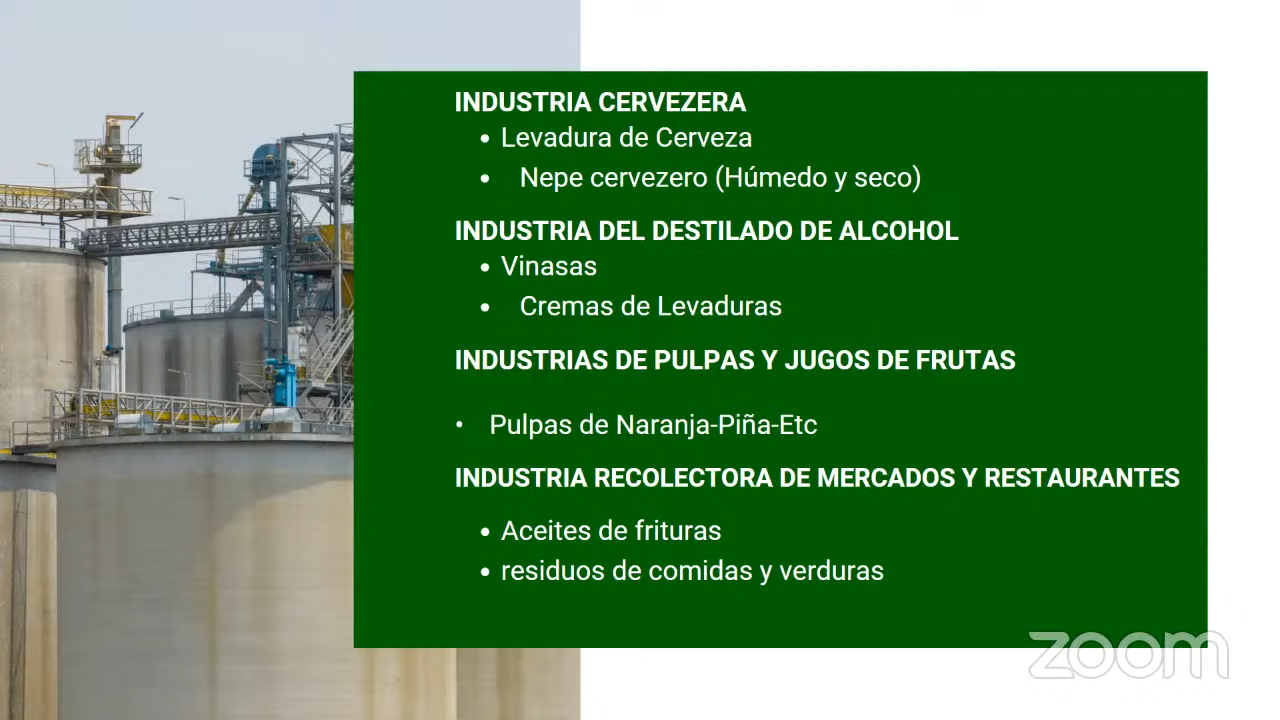 INDUSTRIA CERVEZERA
• Levadura de Cerveza
• Nepe cervezero (Húmedo y seco)
INDUSTRIA DEL DESTILADO DE ALCOHOL
• Vinasas
• Cremas de Levaduras
INDUSTRIAS DE PULPAS Y JUGOS DE FRUTAS
• Pulpas de Naranja-Piña-Etc
INDUSTRIA RECOLECTORA DE MERCADOS Y RESTAURANTES
• Aceites de frituras
• residuos de comidas y verduras
zoom